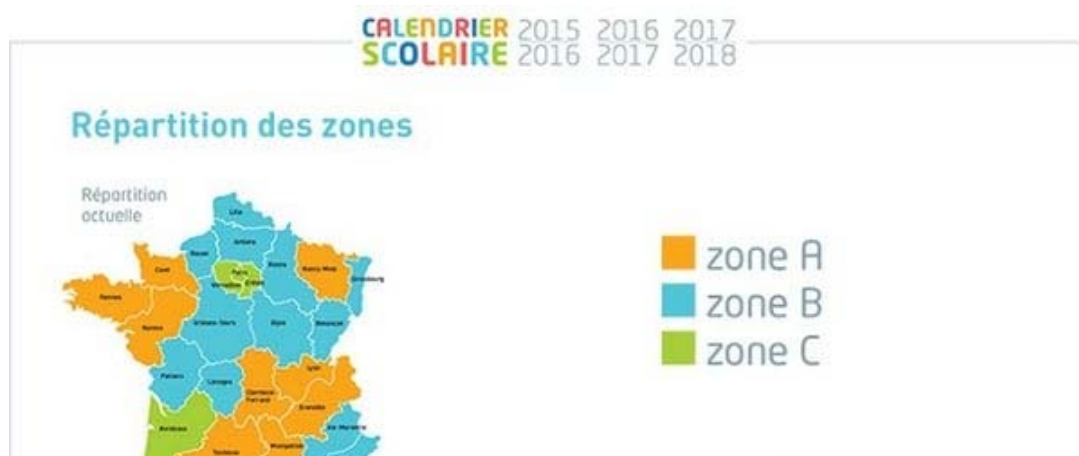 CALENDRIER 2015 2016 2017
SCOLAIRE 2016 2017 2018
Répartition des zones
Répartition
actuelle
zone A
zone B
zone C
Lille
Amiens
Rouen
Caen
Paris
Versailles
Créteil
Reims
Nancy-Metz
Strasbourg
Rennes
Nantes
Orléans-Tours
Dijon
Besançon
Poitiers
Limoges
Clermont-
Ferrand
Lyon
Grenoble
Bordeaux
Aix-Marseille
Toulouse
Montpellier